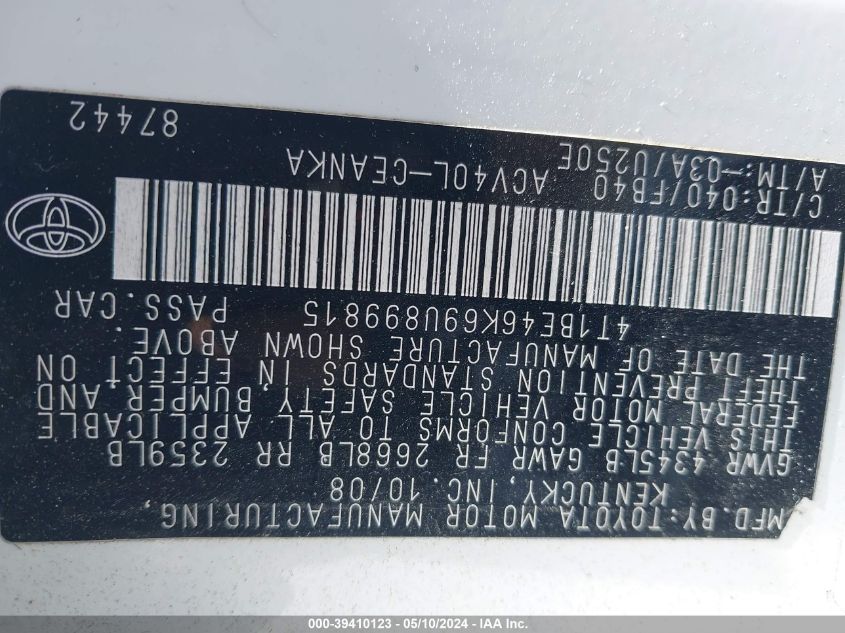 MFD. BY: TOYOTA MOTOR MANUFACTURING,
KENTUCKY, INC. 10/08
GVWR 4345LB GAWR FR 2668LB RR 2359LB
THIS VEHICLE CONFORMS TO ALL APPLICABLE
FEDERAL MOTOR VEHICLE SAFETY, BUMPER AND
THEFT PREVENTION STANDARDS IN EFFECT ON
THE DATE OF MANUFACTURE SHOWN ABOVE.
4T1BE46K69U899815 PASS. CAR
C/TR: 040/FB40 ACV40L-CEANKA
A/TM: -03A/U250E 87442
000-39410123 — 05/10/2024 — IAA Inc.